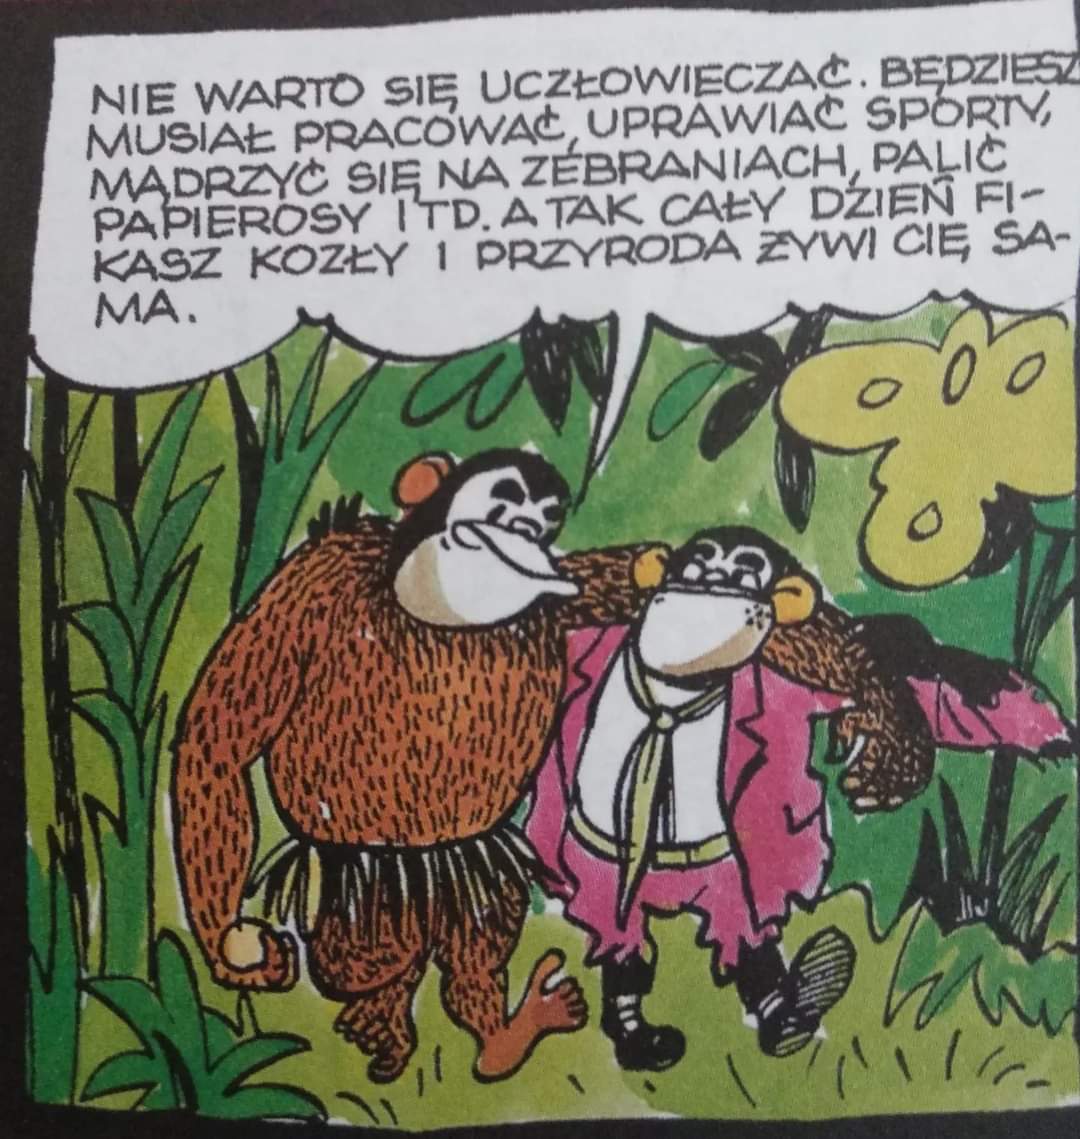 NIE WARTO SIĘ UCZŁOWIECZAĆ. BĘDZIESZ
MUSIAŁ PRACOWAĆ, UPRAWIAĆ SPORTY,
MĄDRZYĆ SIĘ NA ZEBRANIACH, PALIĆ
PAPIEROSY ITD. A TAK CAŁY DZIEŃ FI-
KASZ KOZŁY I PRZYRODA ŻYWI CIĘ SA-
MA.